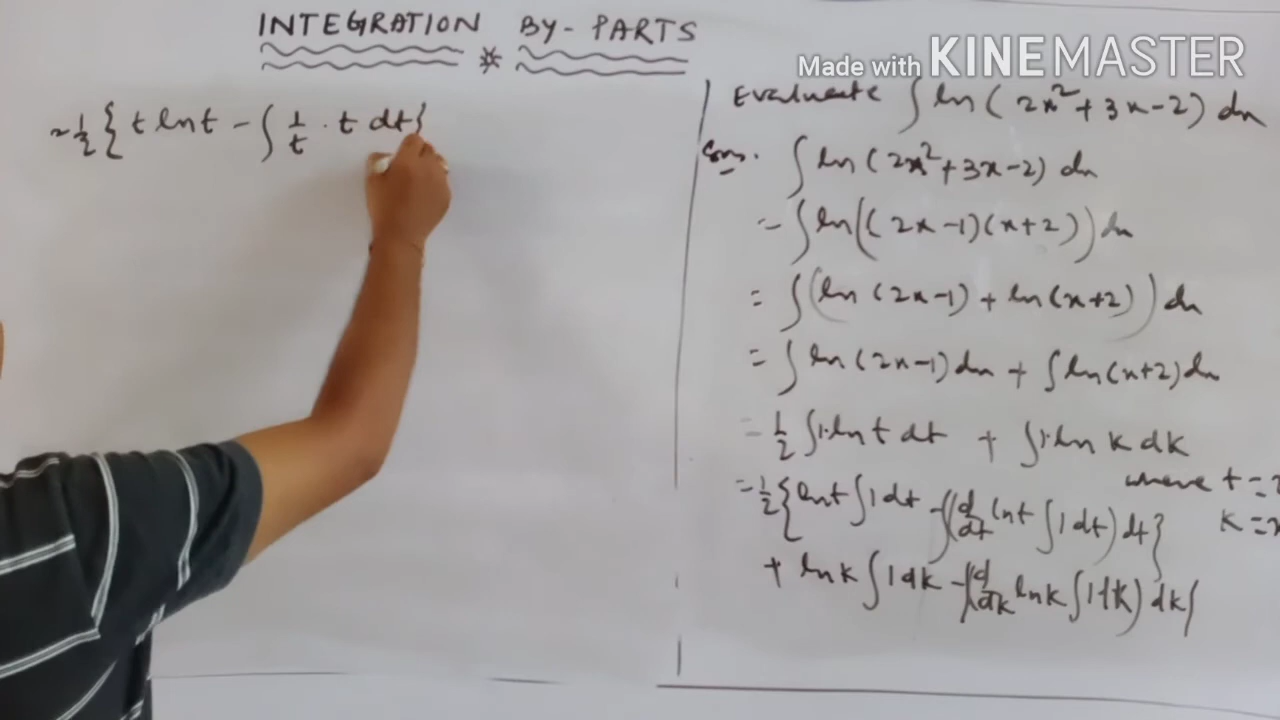 INTEGRATION BY-PARTS
Made with KINEMASTER
= 1/2 { t ln t - ∫ 1/t · t dt }
Evaluate ∫ ln ( 2x² + 3x - 2 ) dx
Ans. ∫ ln ( 2x² + 3x - 2 ) dx
= ∫ ln ( ( 2x - 1 ) ( x + 2 ) ) dx
= ∫ ( ln ( 2x - 1 ) + ln ( x + 2 ) ) dx
= ∫ ln ( 2x - 1 ) dx + ∫ ln ( x + 2 ) dx
= 1/2 ∫ 1. ln t dt + ∫ 1. ln k dk
where t =
k = x
= 1/2 { ln t ∫ 1 dt - ∫ ( d/dt ln t ∫ 1 dt ) dt }
+ ln k ∫ 1 dk - ∫ ( d/dk ln k ∫ 1 dk ) dk